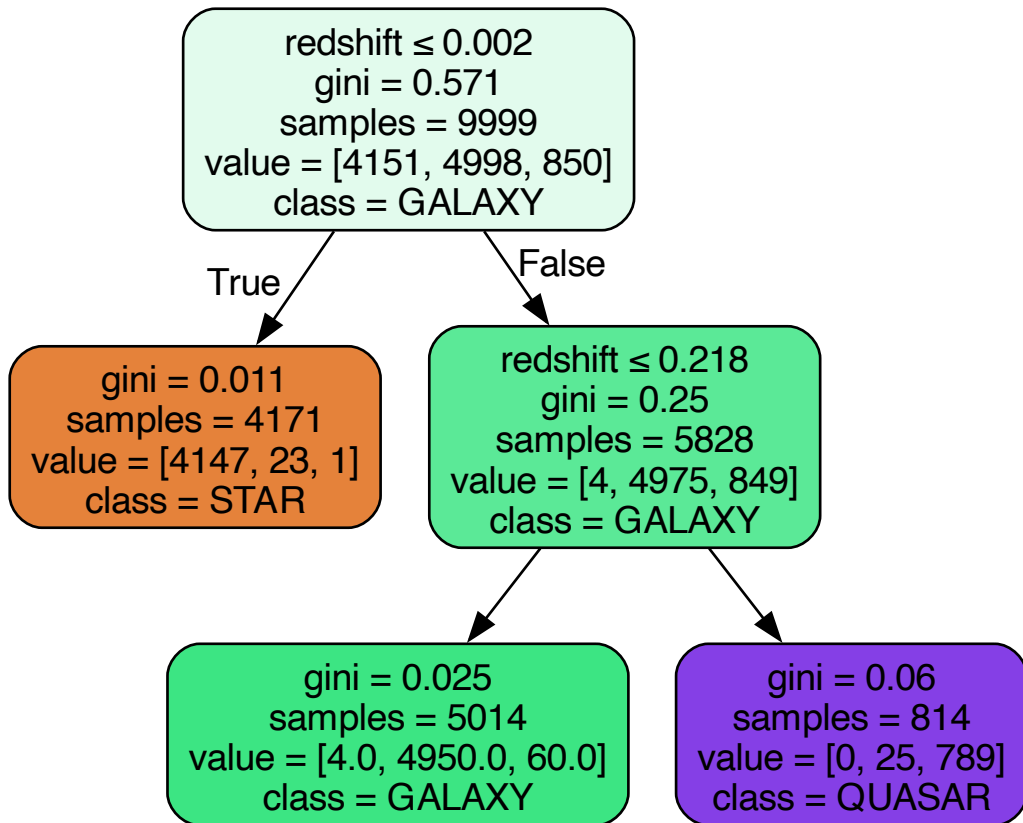 redshift ≤ 0.002
gini = 0.571
samples = 9999
value = [4151, 4998, 850]
class = GALAXY
True
False
gini = 0.011
samples = 4171
value = [4147, 23, 1]
class = STAR
redshift ≤ 0.218
gini = 0.25
samples = 5828
value = [4, 4975, 849]
class = GALAXY
gini = 0.025
samples = 5014
value = [4.0, 4950.0, 60.0]
class = GALAXY
gini = 0.06
samples = 814
value = [0, 25, 789]
class = QUASAR